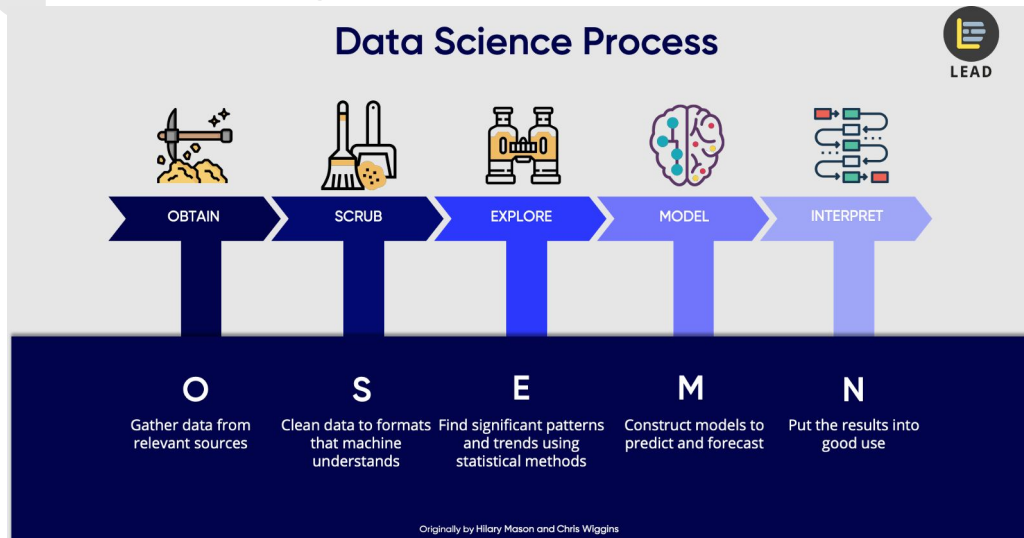 Data Science Process
LEAD
OBTAIN
SCRUB
EXPLORE
MODEL
INTERPRET
O
Gather data from
relevant sources
S
Clean data to formats
that machine
understands
E
Find significant patterns
and trends using
statistical methods
M
Construct models to
predict and forecast
N
Put the results into
good use
Originally by Hilary Mason and Chris Wiggins